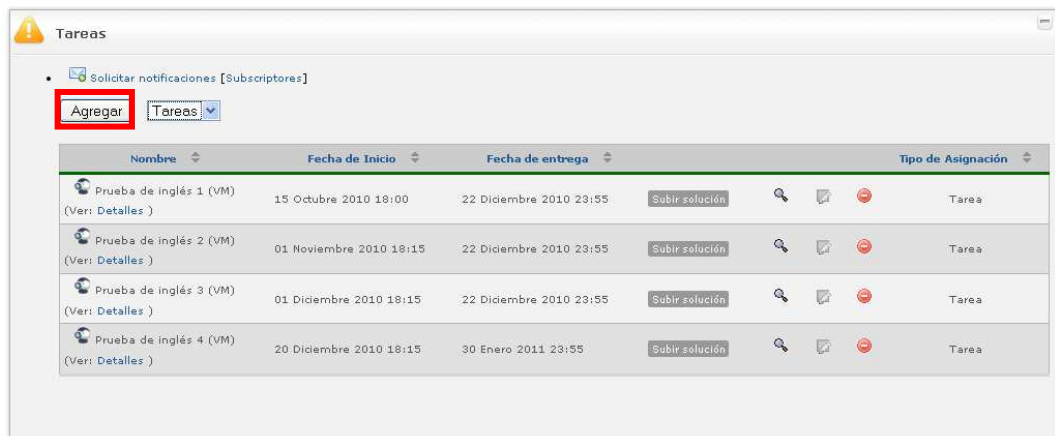 Tareas
Solicitar notificaciones [Subscriptores]
Agregar Tareas
Nombre Fecha de Inicio Fecha de entrega Tipo de Asignación
Prueba de inglés 1 (VM)
(Ver: Detalles ) 15 Octubre 2010 18:00 22 Diciembre 2010 23:55 Subir solución Tarea
Prueba de inglés 2 (VM)
(Ver: Detalles ) 01 Noviembre 2010 18:15 22 Diciembre 2010 23:55 Subir solución Tarea
Prueba de inglés 3 (VM)
(Ver: Detalles ) 01 Diciembre 2010 18:15 22 Diciembre 2010 23:55 Subir solución Tarea
Prueba de inglés 4 (VM)
(Ver: Detalles ) 20 Diciembre 2010 18:15 30 Enero 2011 23:55 Subir solución Tarea